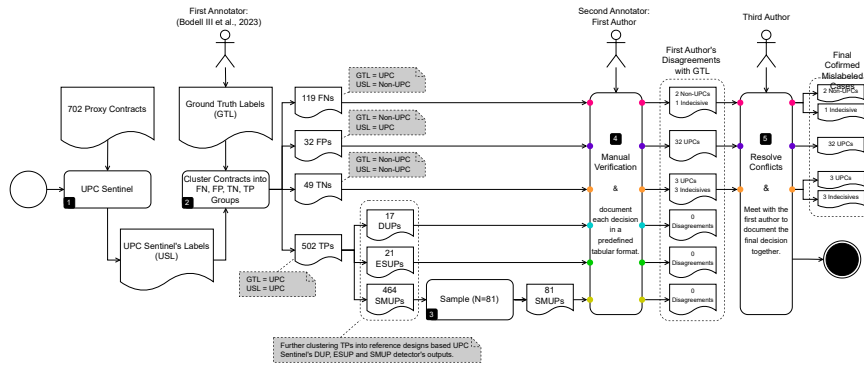 First Annotator:
(Bodell III et al., 2023)
Second Annotator:
First Author
Third Author
First Author's
Disagreements
with GTL
Final
Cofirmed
Mislabeled
Cases
702 Proxy Contracts
Ground Truth Labels
(GTL)
UPC Sentinel
1
UPC Sentinel's Labels
(USL)
Cluster Contracts into
FN, FP, TN, TP
Groups
2
119 FNs
GTL = UPC
USL = Non-UPC
32 FPs
GTL = Non-UPC
USL = UPC
49 TNs
GTL = Non-UPC
USL = Non-UPC
502 TPs
GTL = UPC
USL = UPC
17
DUPs
21
ESUPs
464
SMUPs
Sample (N=81)
3
81
SMUPs
Further clustering TPs into reference designs based UPC
Sentinel's DUP, ESUP and SMUP detector's outputs.
4
Manual
Verification
&
document
each decision
in a
predefined
tabular format.
2 Non-UPCs
1 Indecisive
32 UPCs
3 UPCs
3 Indecisives
0
Disagreements
0
Disagreements
0
Disagreements
5
Resolve
Conflicts
&
Meet with the
first author to
document the
final decision
together.
2 Non-UPCs
1 Indecisive
32 UPCs
3 UPCs
3 Indecisives